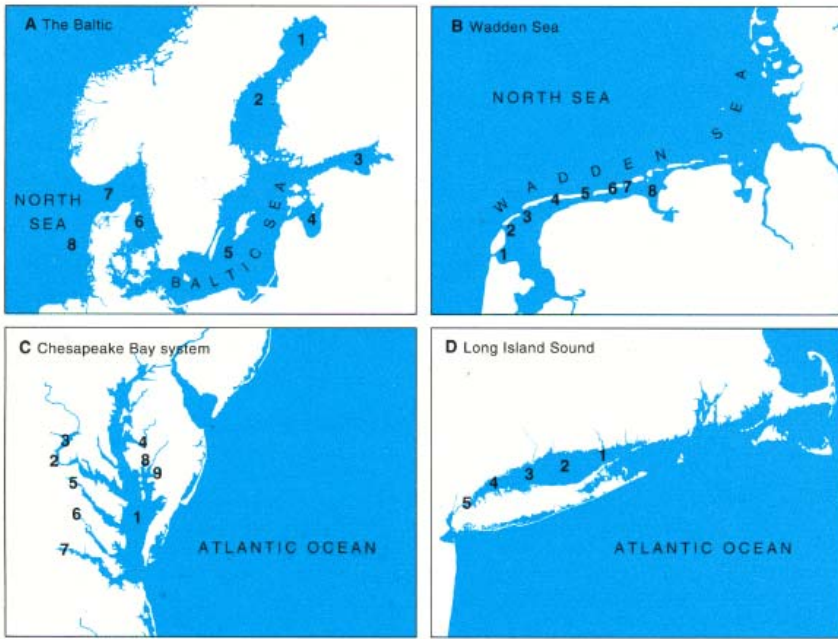 A The Baltic
1
2
3
4
5
6
7
8
NORTH
SEA
BALTIC SEA
B Wadden Sea
NORTH SEA
WADDEN SEA
1
2
3
4
5
6
7
8
C Chesapeake Bay system
3
2
4
8
9
5
6
1
7
ATLANTIC OCEAN
D Long Island Sound
1
2
3
4
5
ATLANTIC OCEAN